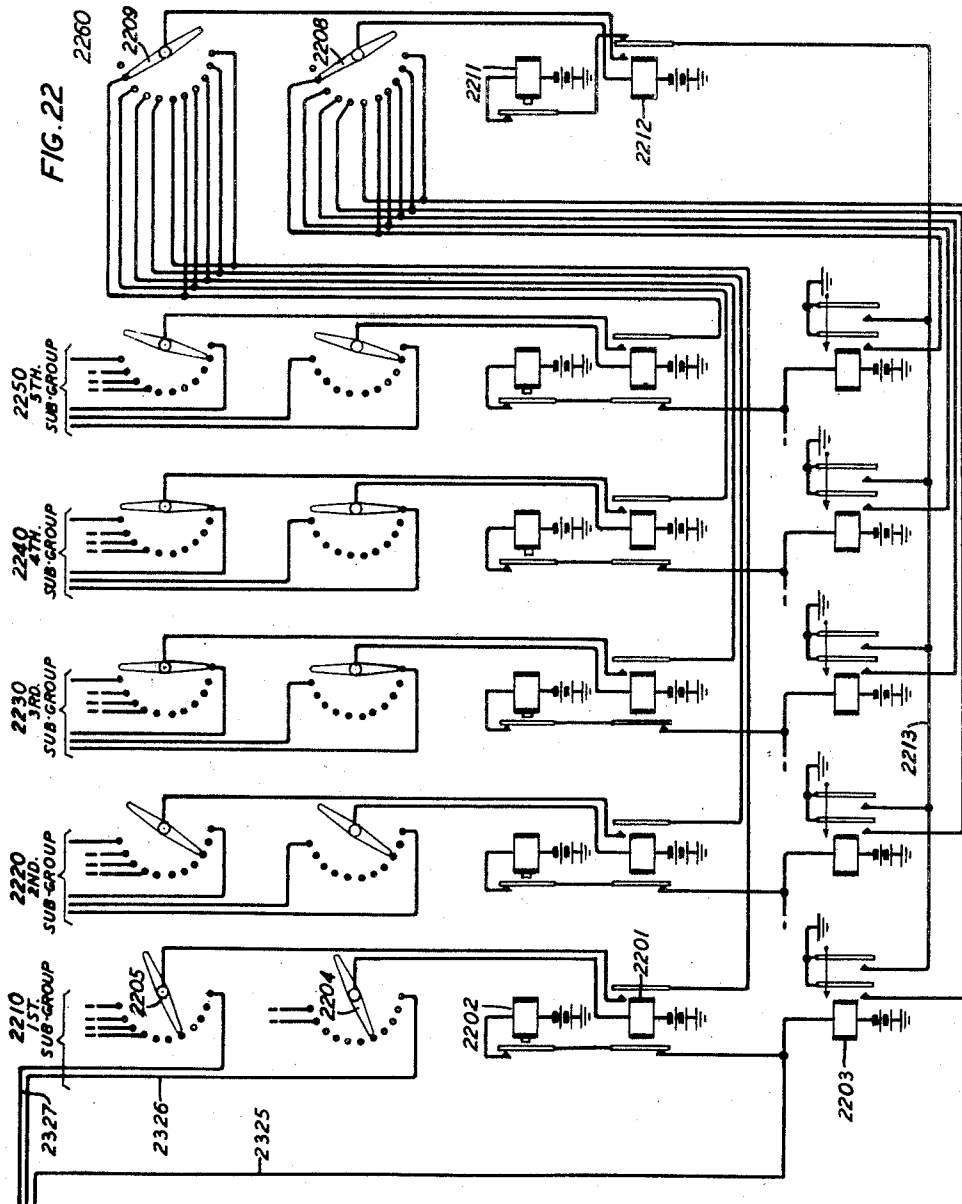 FIG. 22
2260
2209
2208
2211
2212
2250
5TH.
SUB-GROUP
2240
4TH.
SUB-GROUP
2230
3RD.
SUB-GROUP
2220
2ND.
SUB-GROUP
2210
1ST.
SUB-GROUP
2205
2204
2202
2201
2203
2213
2327
2326
2325